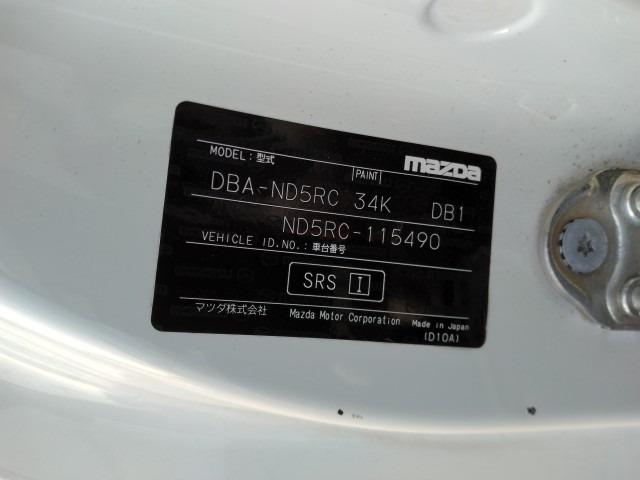 MODEL : 型式 PAINT mazda
DBA-ND5RC 34K DB1
ND5RC-115490
VEHICLE ID.NO. : 車台番号
SRS I
マツダ株式会社 Mazda Motor Corporation Made in Japan
(D10A)